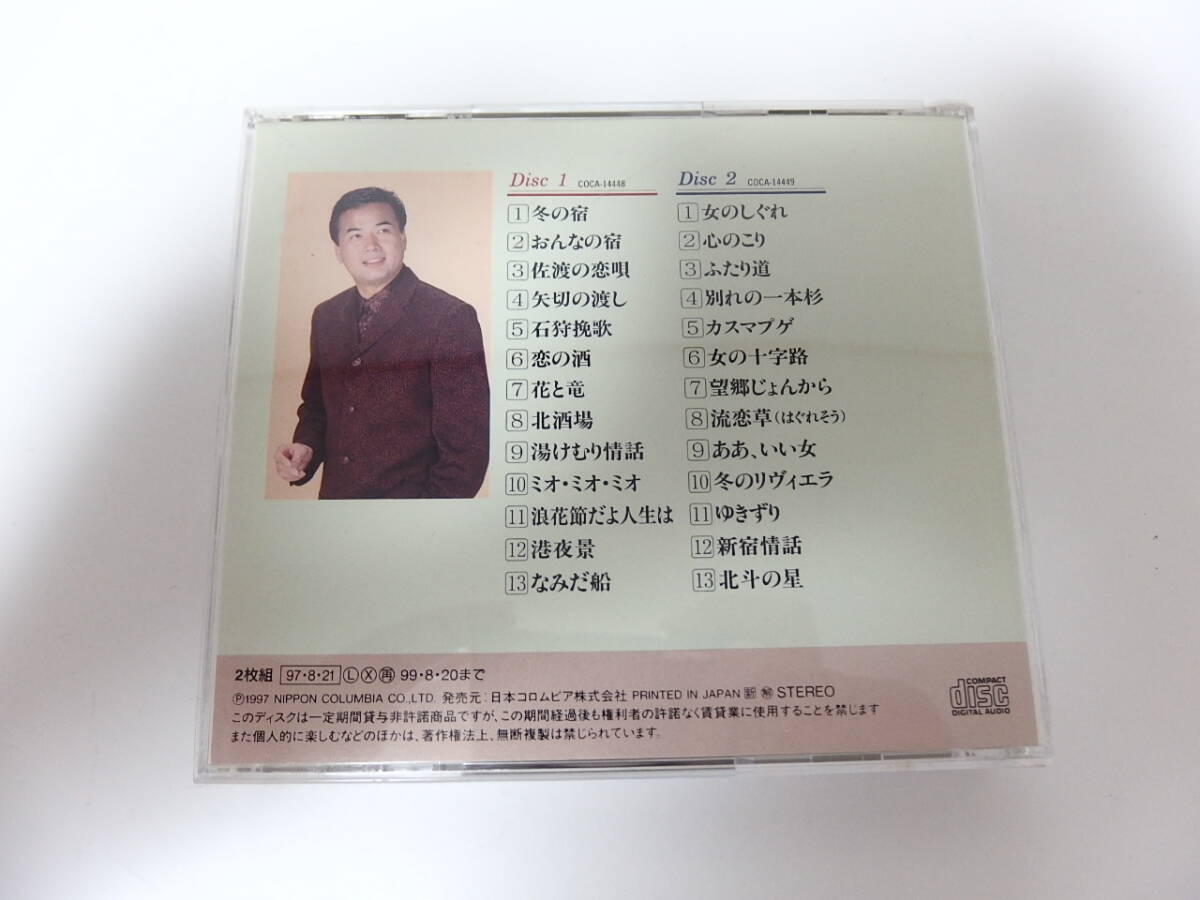 Disc 1 COCA-14448
1 冬の宿
2 おんなの宿
3 佐渡の恋唄
4 矢切の渡し
5 石狩挽歌
6 恋の酒
7 花と竜
8 北酒場
9 湯けむり情話
10 ミオ・ミオ・ミオ
11 浪花節だよ人生は
12 港夜景
13 なみだ船
Disc 2 COCA-14449
1 女のしぐれ
2 心のこり
3 ふたり道
4 別れの一本杉
5 カスマプゲ
6 女の十字路
7 望郷じょんから
8 流恋草(はぐれそう)
9 ああ、いい女
10 冬のリヴィエラ
11 ゆきずり
12 新宿情話
13 北斗の星
2枚組 97・8・21 Ⓛ Ⓧ 再 99・8・20まで
Ⓟ1997 NIPPON COLUMBIA CO.,LTD. 発売元:日本コロムビア株式会社 PRINTED IN JAPAN STEREO
このディスクは一定期間貸与非許諾商品ですが、この期間経過後も権利者の許諾なく賃貸業に使用することを禁じます
また個人的に楽しむなどのほかは、著作権法上、無断複製は禁じられています。
COMPACT
disc
DIGITAL AUDIO